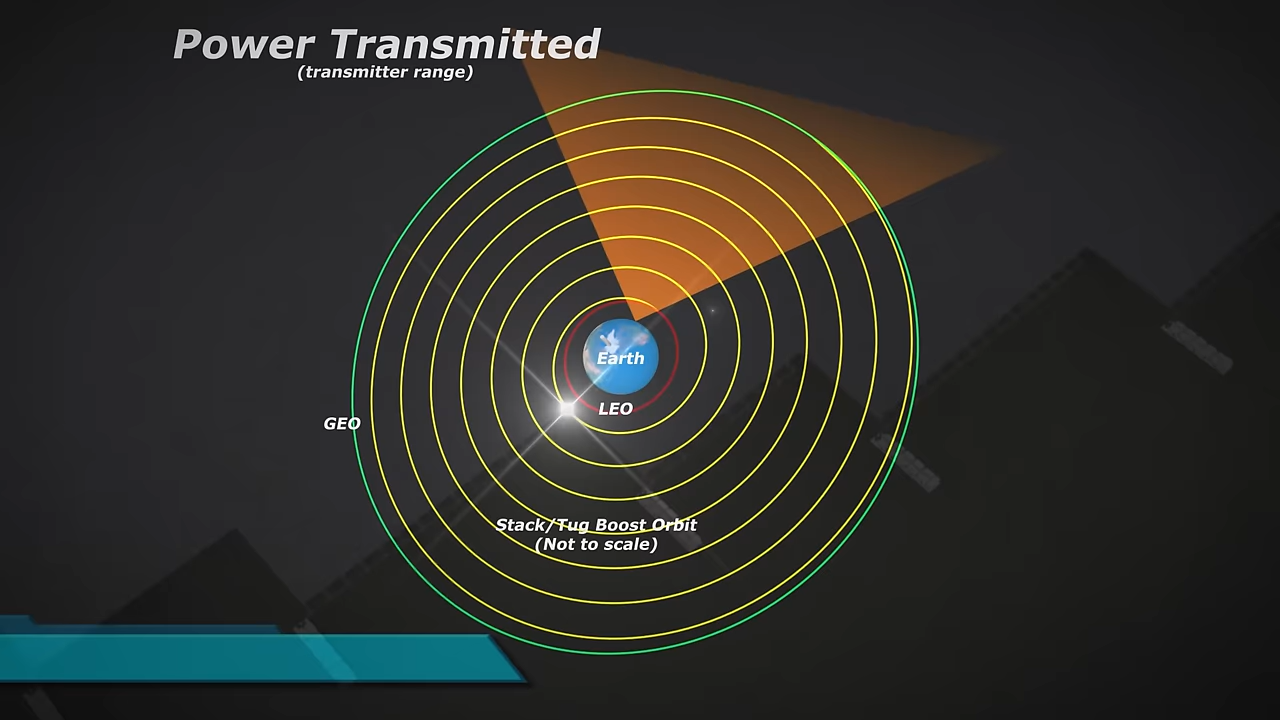 Power Transmitted
(transmitter range)
Earth
LEO
GEO
Stack/Tug Boost Orbit
(Not to scale)